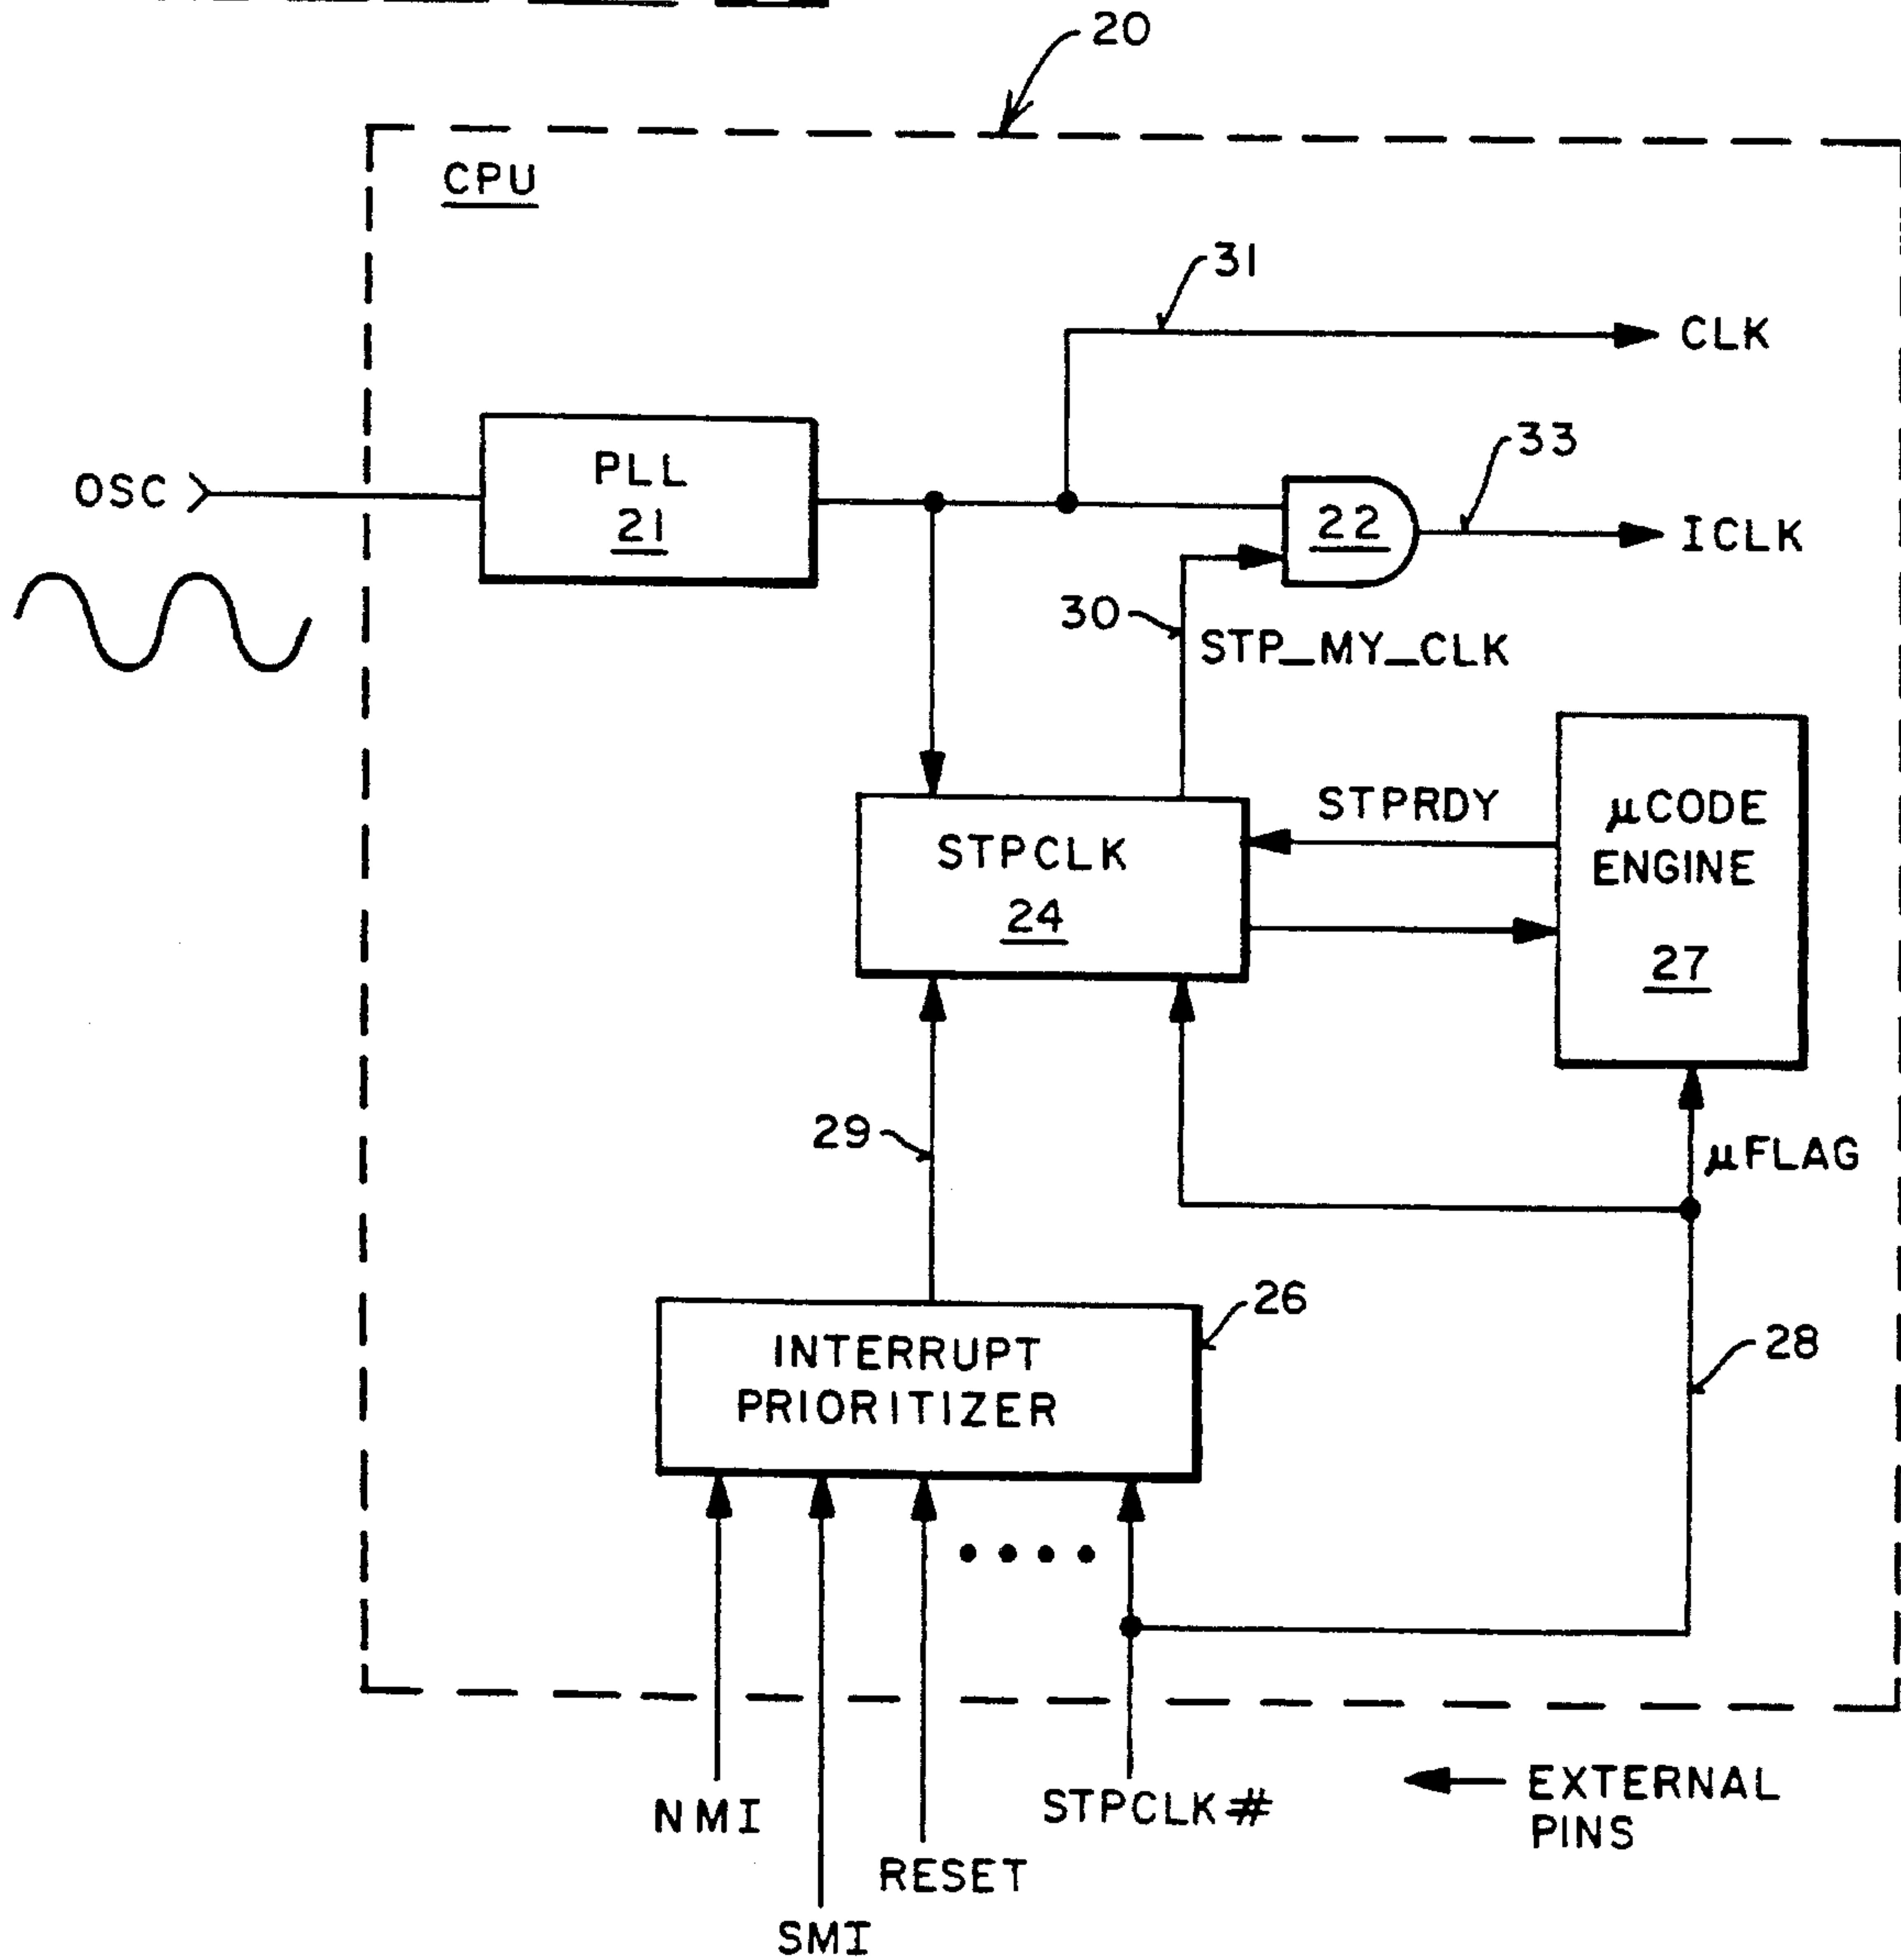 20
CPU
31
CLK
OSC
PLL
21
22
33
ICLK
30
STP_MY_CLK
STPCLK
24
STPRDY
μCODE
ENGINE
27
29
μFLAG
INTERRUPT
PRIORITIZER
26
28
NMI
SMI
RESET
STPCLK#
EXTERNAL
PINS